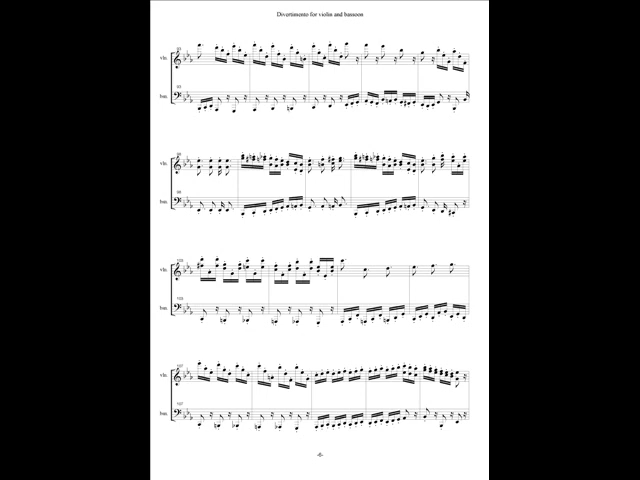 Divertimento for violin and bassoon
vln.
bsn.
vln.
bsn.
vln.
bsn.
vln.
bsn.
-6-